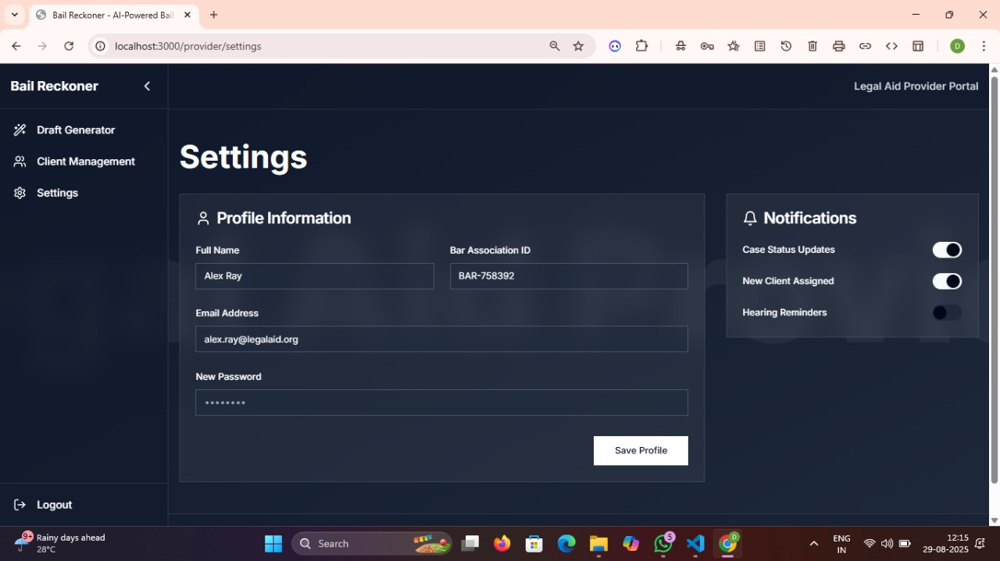 Bail Reckoner - AI-Powered Bail
localhost:3000/provider/settings
D
Bail Reckoner
Legal Aid Provider Portal
Draft Generator
Client Management
Settings
Settings
Profile Information
Full Name
Bar Association ID
Alex Ray
BAR-758392
Email Address
alex.ray@legalaid.org
New Password
••••••••
Save Profile
Notifications
Case Status Updates
New Client Assigned
Hearing Reminders
Logout
9+
Rainy days ahead
28°C
Search
5
D
ENG
IN
12:15
29-08-2025